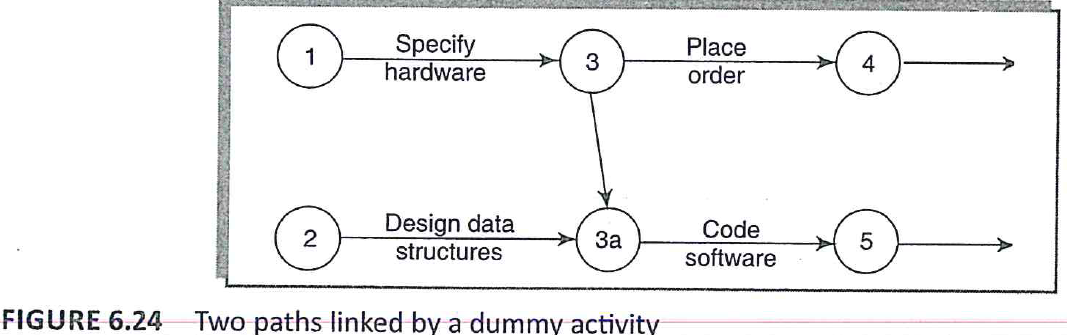 1
Specify
hardware
3
Place
order
4
2
Design data
structures
3a
Code
software
5
FIGURE 6.24 Two paths linked by a dummy activity